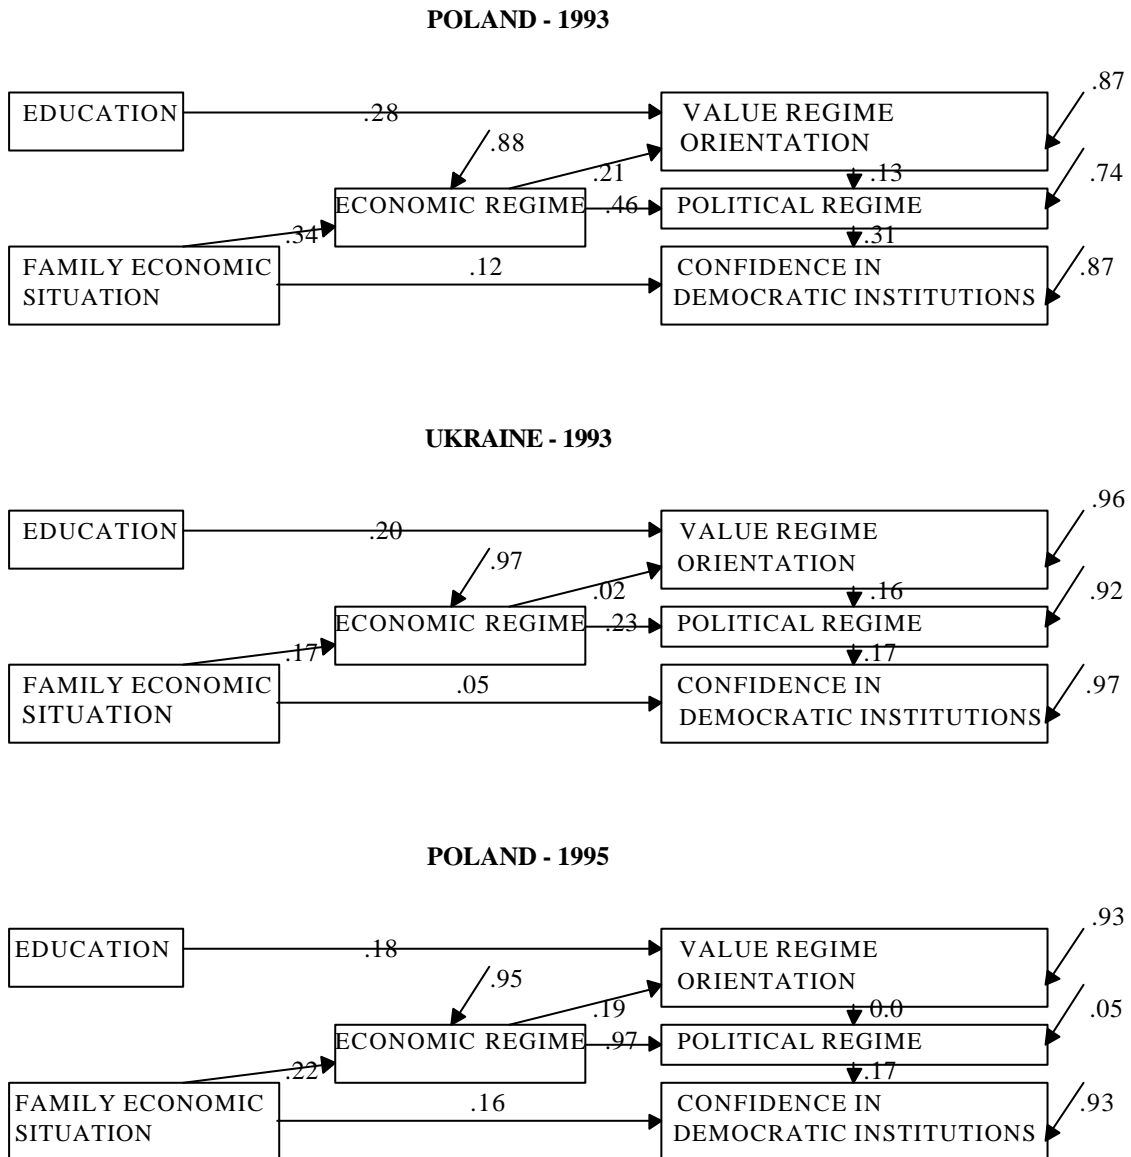 POLAND - 1993
.87
EDUCATION
.28
VALUE REGIME
ORIENTATION
.88
.21
.13
.74
ECONOMIC REGIME
.46
POLITICAL REGIME
.34
.31
FAMILY ECONOMIC
SITUATION
.12
CONFIDENCE IN
DEMOCRATIC INSTITUTIONS
.87
UKRAINE - 1993
.96
EDUCATION
.20
VALUE REGIME
ORIENTATION
.97
.02
.16
.92
ECONOMIC REGIME
.23
POLITICAL REGIME
.17
.17
FAMILY ECONOMIC
SITUATION
.05
CONFIDENCE IN
DEMOCRATIC INSTITUTIONS
.97
POLAND - 1995
.93
EDUCATION
.18
VALUE REGIME
ORIENTATION
.95
.19
0.0
.05
ECONOMIC REGIME
.97
POLITICAL REGIME
.22
.17
FAMILY ECONOMIC
SITUATION
.16
CONFIDENCE IN
DEMOCRATIC INSTITUTIONS
.93